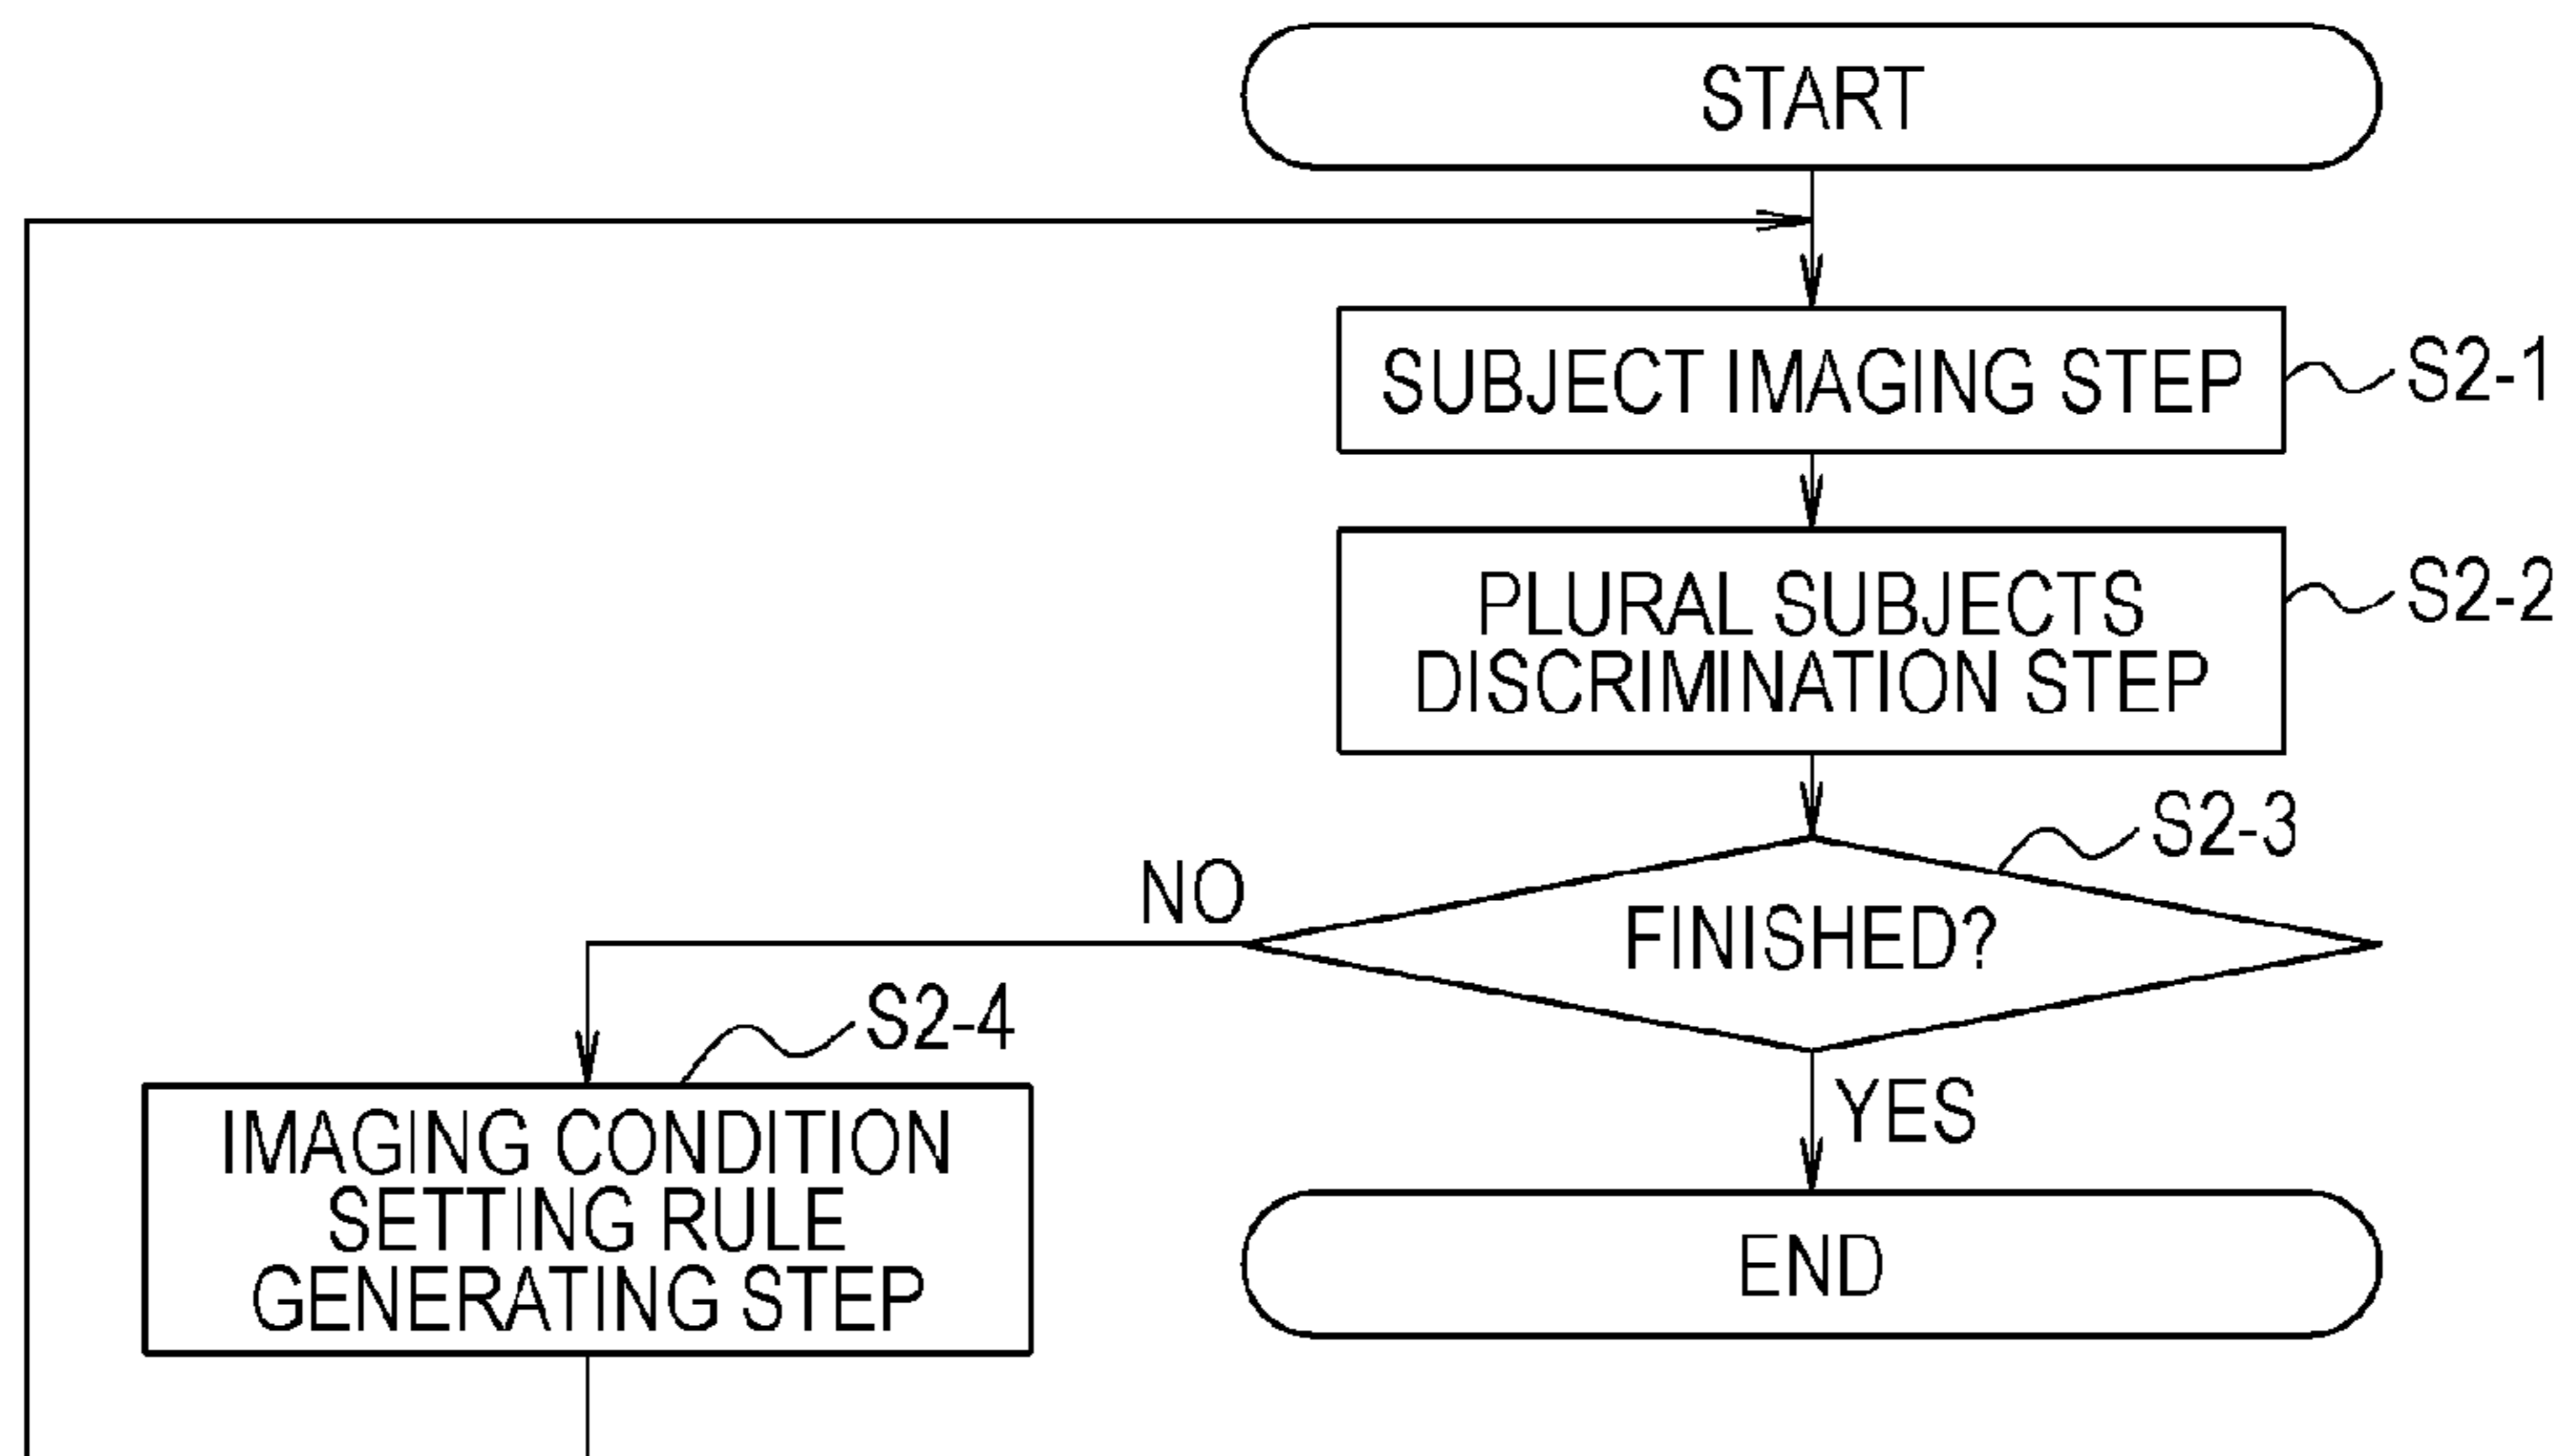 START
SUBJECT IMAGING STEP
S2-1
PLURAL SUBJECTS
DISCRIMINATION STEP
S2-2
S2-3
FINISHED?
NO
YES
S2-4
IMAGING CONDITION
SETTING RULE
GENERATING STEP
END